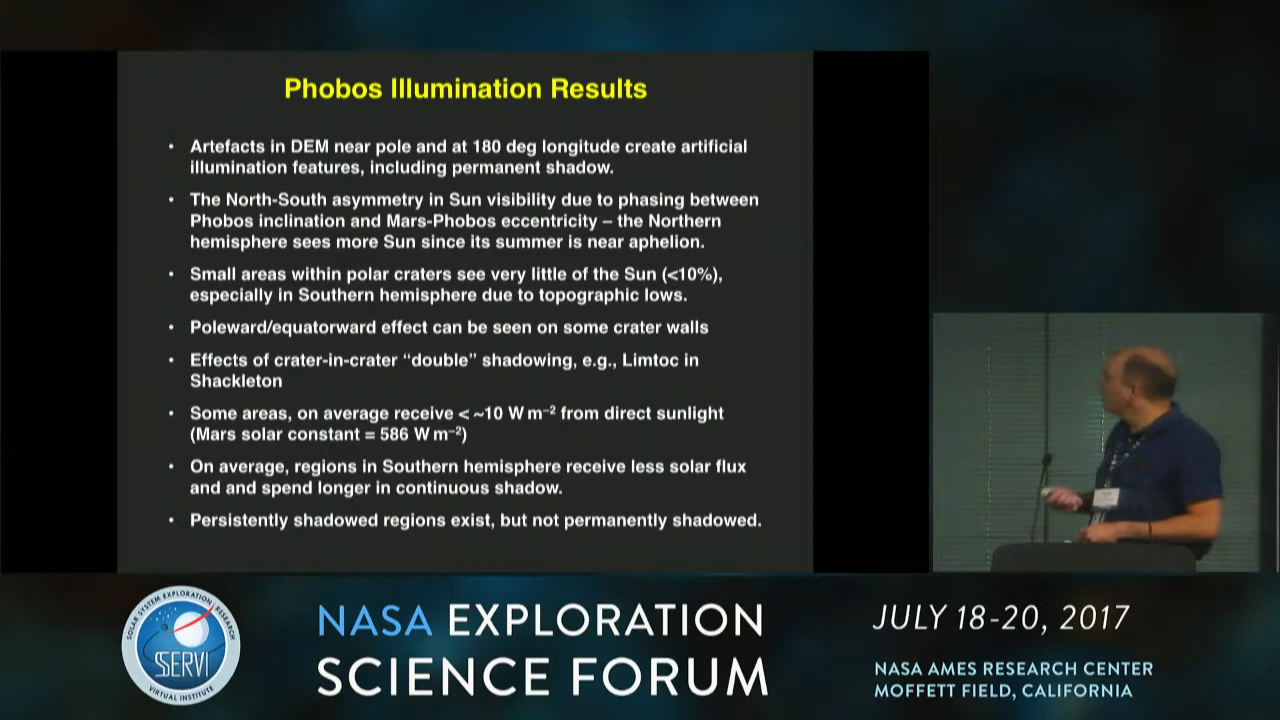 Phobos Illumination Results
• Artefacts in DEM near pole and at 180 deg longitude create artificial
illumination features, including permanent shadow.
• The North-South asymmetry in Sun visibility due to phasing between
Phobos inclination and Mars-Phobos eccentricity – the Northern
hemisphere sees more Sun since its summer is near aphelion.
• Small areas within polar craters see very little of the Sun (<10%),
especially in Southern hemisphere due to topographic lows.
• Poleward/equatorward effect can be seen on some crater walls
• Effects of crater-in-crater “double” shadowing, e.g., Limtoc in
Shackleton
• Some areas, on average receive < ~10 W m⁻² from direct sunlight
(Mars solar constant = 586 W m⁻²)
• On average, regions in Southern hemisphere receive less solar flux
and and spend longer in continuous shadow.
• Persistently shadowed regions exist, but not permanently shadowed.
SOLAR SYSTEM EXPLORATION RESEARCH
SSERVI
VIRTUAL INSTITUTE
NASA EXPLORATION
SCIENCE FORUM
JULY 18-20, 2017
NASA AMES RESEARCH CENTER
MOFFETT FIELD, CALIFORNIA